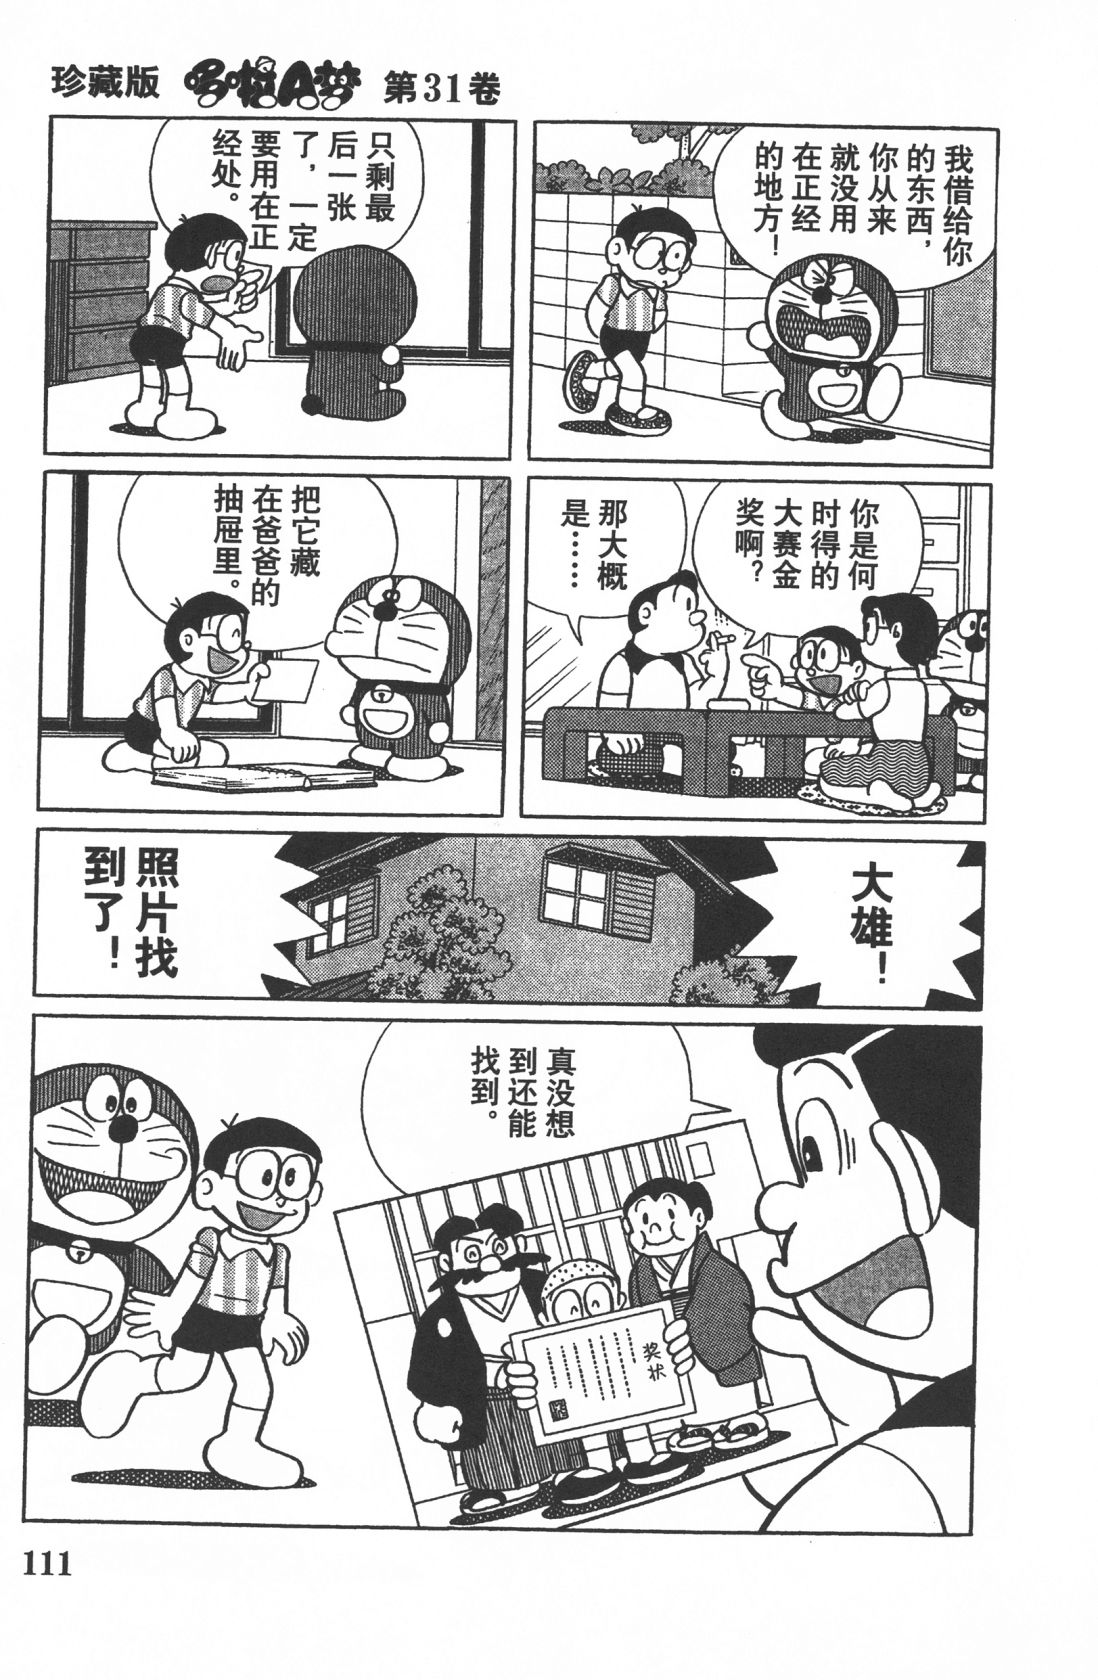 珍藏版 哆啦A梦 第31卷
我借给你
的东西，
你从来
就没用
在正经
的地方！
只剩最
后一张
了，一定
要用在正
经处。
你是何
时得的
大赛金
奖啊？
那大概
是……
把它藏
在爸爸的
抽屉里。
大雄！
照片找
到了！
真没想
到还能
找到。
奖状
111